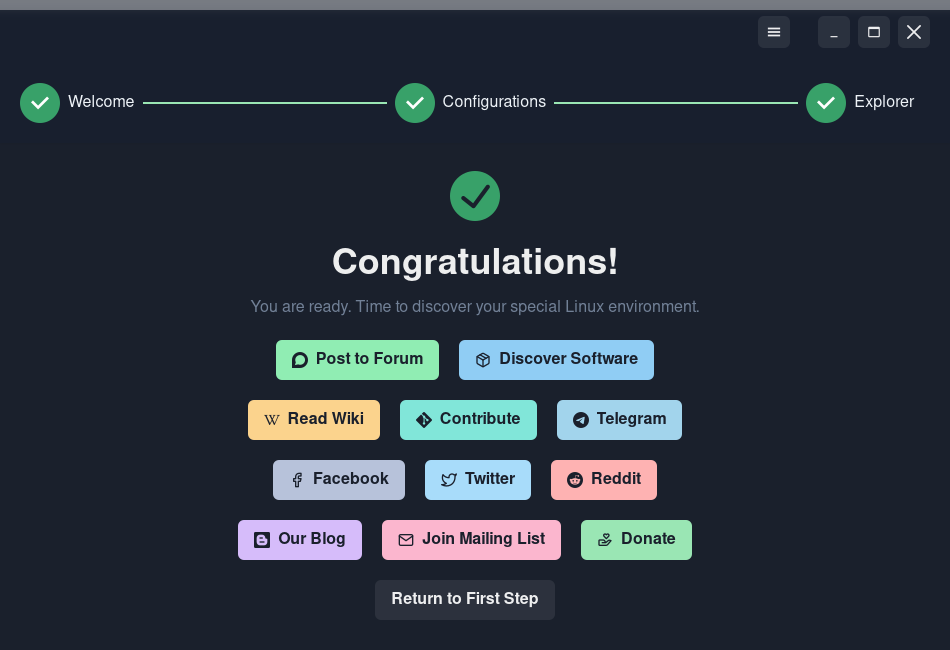 Welcome Configurations Explorer
Congratulations!
You are ready. Time to discover your special Linux environment.
Post to Forum Discover Software
Read Wiki Contribute Telegram
Facebook Twitter Reddit
Our Blog Join Mailing List Donate
Return to First Step